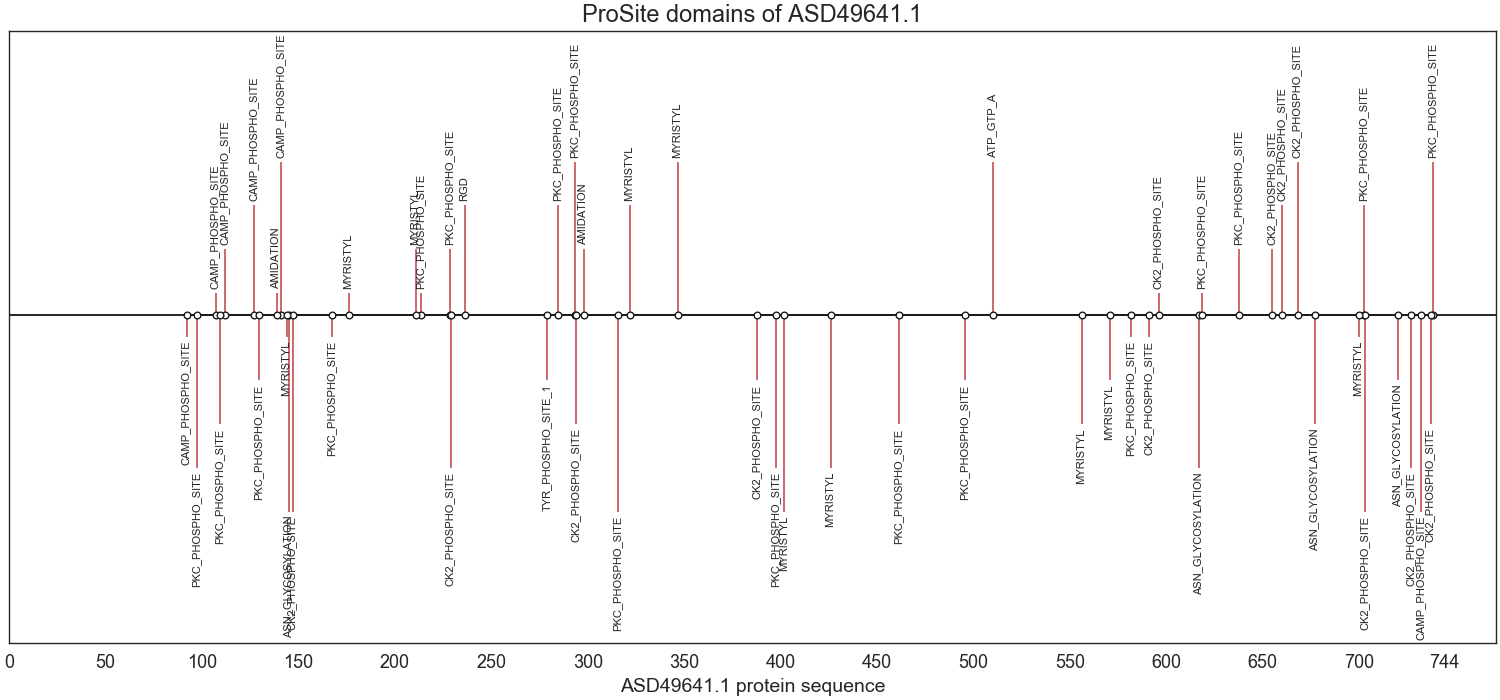 ProSite domains of ASD49641.1
CAMP_PHOSPHO_SITE
CAMP_PHOSPHO_SITE
CAMP_PHOSPHO_SITE
AMIDATION
CAMP_PHOSPHO_SITE
MYRISTYL
MYRISTYL
PKC_PHOSPHO_SITE
PKC_PHOSPHO_SITE
RGD
PKC_PHOSPHO_SITE
PKC_PHOSPHO_SITE
AMIDATION
MYRISTYL
MYRISTYL
ATP_GTP_A
CK2_PHOSPHO_SITE
PKC_PHOSPHO_SITE
PKC_PHOSPHO_SITE
CK2_PHOSPHO_SITE
CK2_PHOSPHO_SITE
CK2_PHOSPHO_SITE
PKC_PHOSPHO_SITE
PKC_PHOSPHO_SITE
CAMP_PHOSPHO_SITE
PKC_PHOSPHO_SITE
PKC_PHOSPHO_SITE
PKC_PHOSPHO_SITE
MYRISTYL
ASN_GLYCOSYLATION
CK2_PHOSPHO_SITE
PKC_PHOSPHO_SITE
CK2_PHOSPHO_SITE
TYR_PHOSPHO_SITE_1
CK2_PHOSPHO_SITE
PKC_PHOSPHO_SITE
CK2_PHOSPHO_SITE
PKC_PHOSPHO_SITE
MYRISTYL
MYRISTYL
PKC_PHOSPHO_SITE
PKC_PHOSPHO_SITE
MYRISTYL
MYRISTYL
PKC_PHOSPHO_SITE
CK2_PHOSPHO_SITE
ASN_GLYCOSYLATION
ASN_GLYCOSYLATION
MYRISTYL
CK2_PHOSPHO_SITE
ASN_GLYCOSYLATION
CK2_PHOSPHO_SITE
CAMP_PHOSPHO_SITE
CK2_PHOSPHO_SITE
0 50 100 150 200 250 300 350 400 450 500 550 600 650 700 744
ASD49641.1 protein sequence